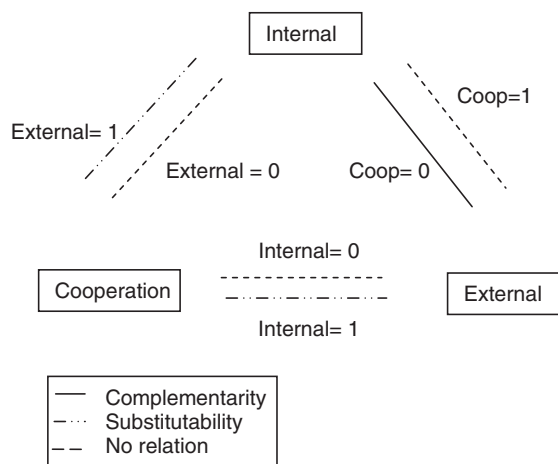 Internal
External= 1
Coop=1
External = 0
Coop= 0
Internal= 0
Cooperation
External
Internal= 1
Complementarity
Substitutability
No relation